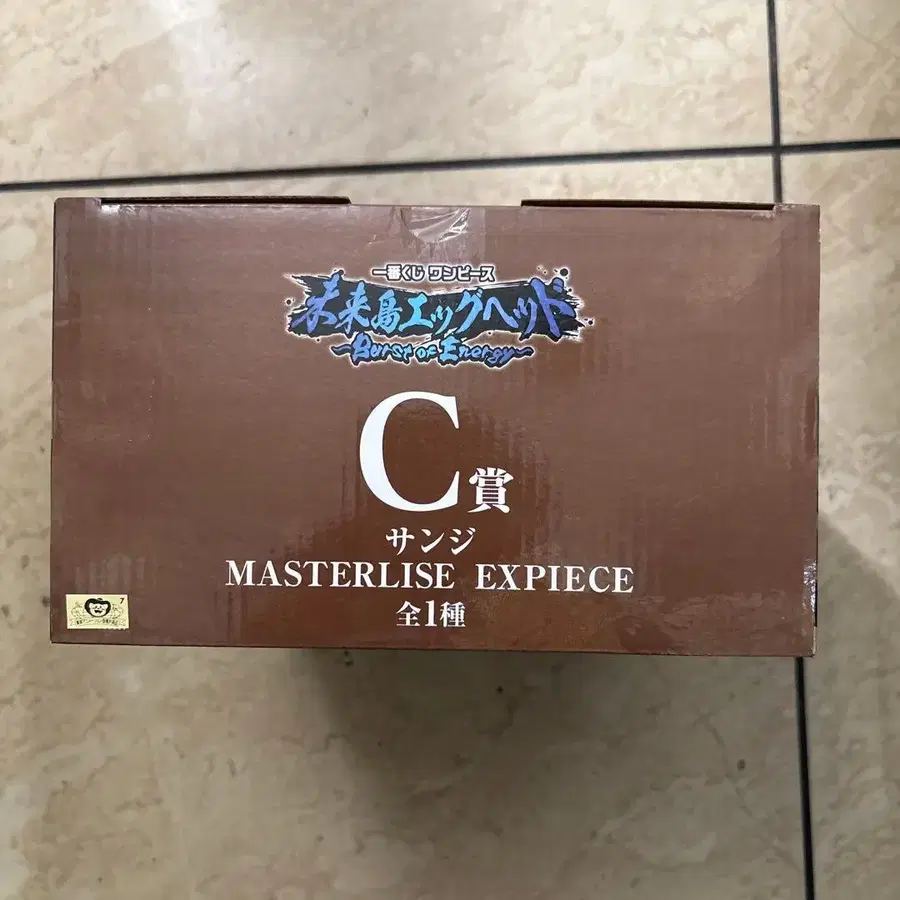 一番くじ ワンピース
未来島エッグヘッド
～Burst of Energy～
C賞
サンジ
MASTERLISE EXPIECE
全1種
7